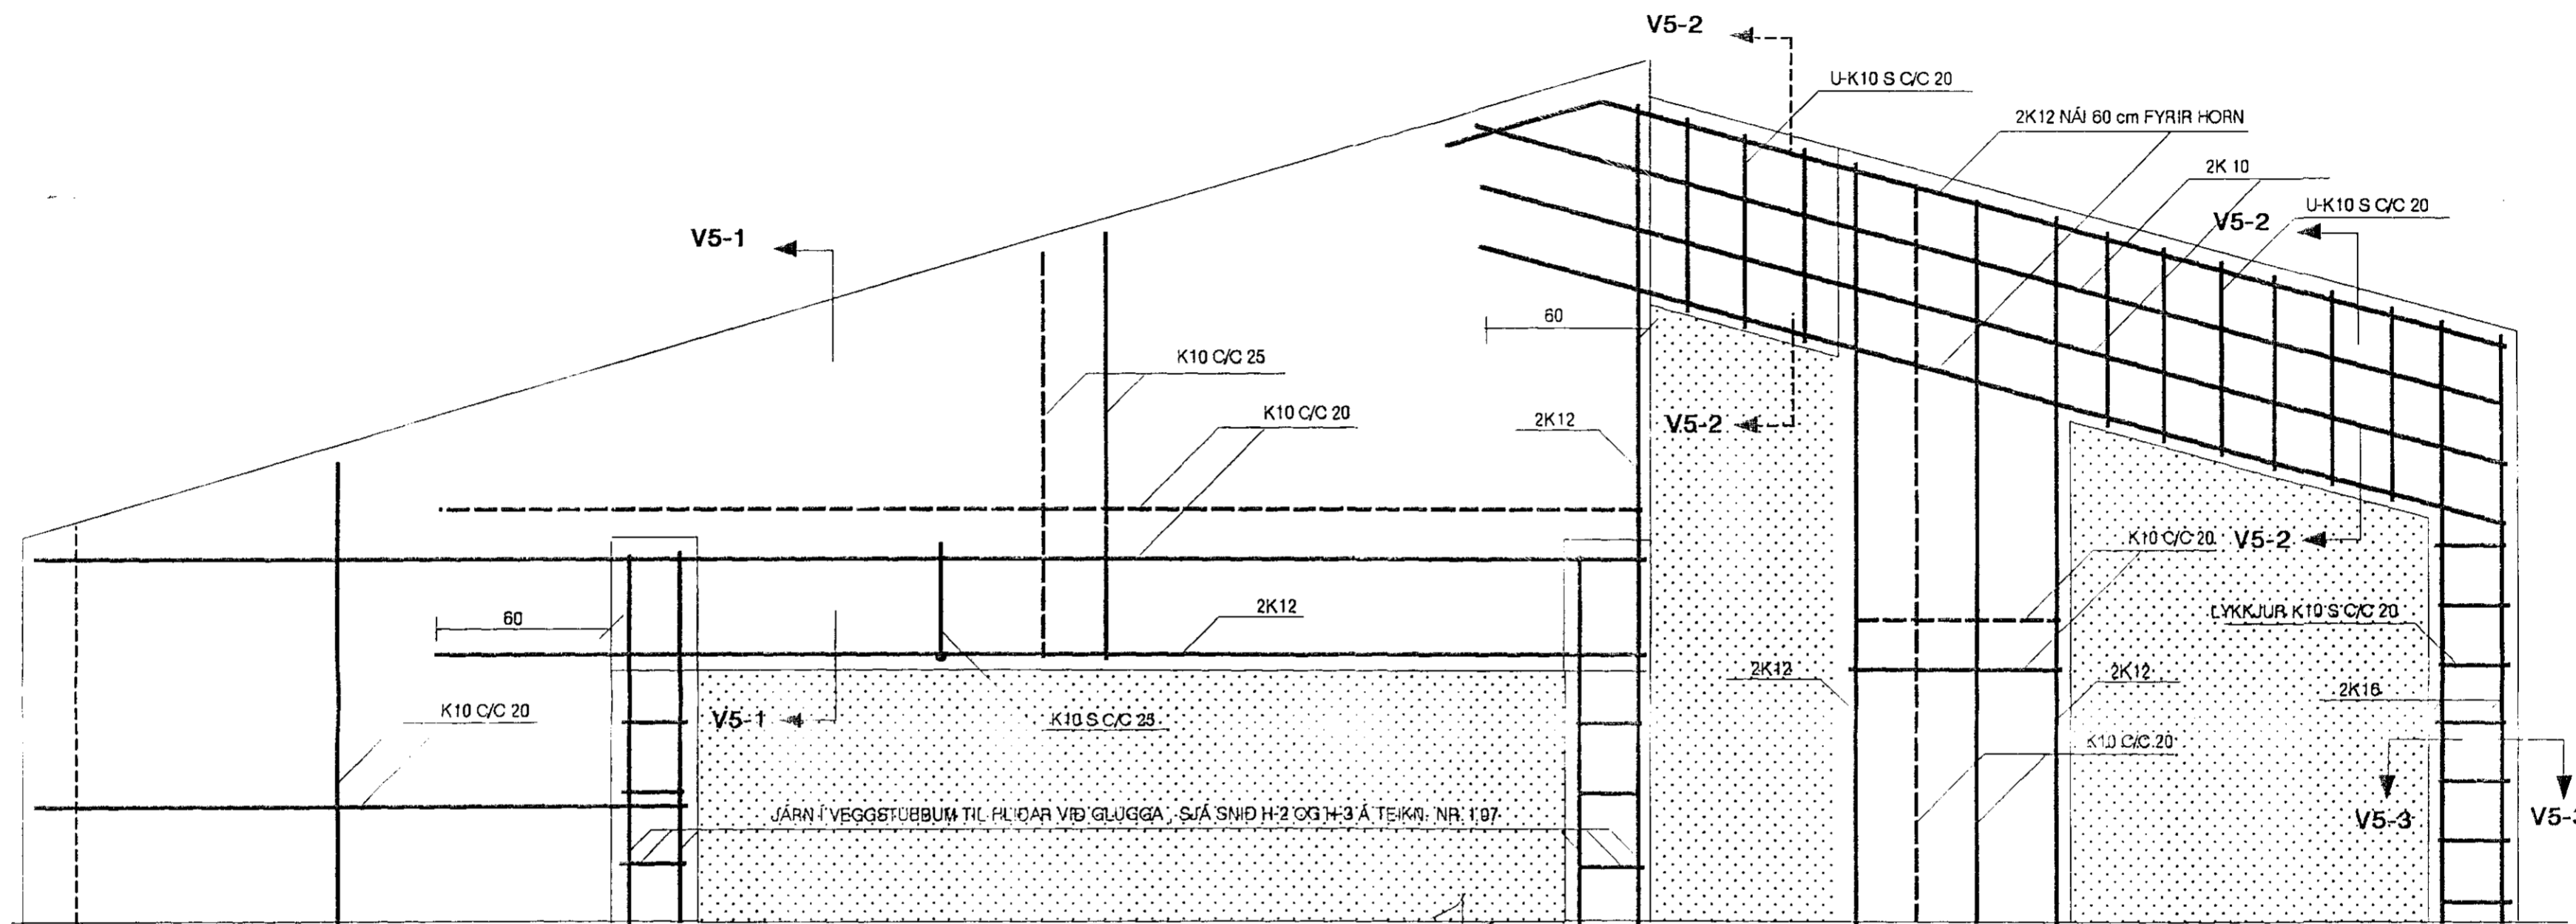 V5-2
U-K10 S C/C 20
2K12 NÁI 60 cm FYRIR HORN
2K 10
U-K10 S C/C 20
V5-2
V5-1
60
K10 C/C 25
K10 C/C 20
2K12
V5-2
K10 C/C 20
V5-2
60
2K12
LYKKJUR K10 S C/C 20
2K12
2K12
2K16
K10 C/C 20
V5-1
K10 S C/C 25
K10 C/C 20
JÁRN Í VEGGSTUBBUM TIL HLIÐAR VIÐ GLUGGA, SJÁ SNIÐ H-2 OG H-3 Á TEIKN. NR. 1.07
V5-3
V5-3